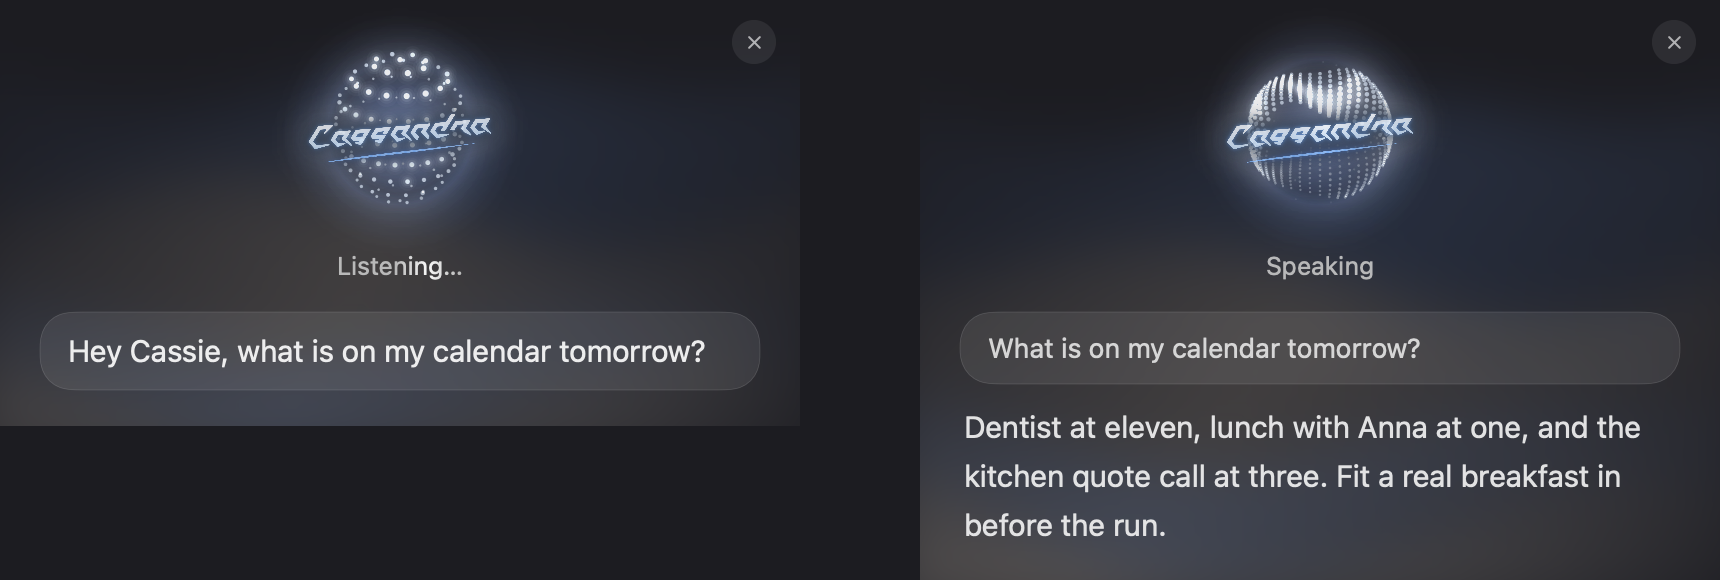 Cassandra
Listening...
Hey Cassie, what is on my calendar tomorrow?
Cassandra
Speaking
What is on my calendar tomorrow?
Dentist at eleven, lunch with Anna at one, and the
kitchen quote call at three. Fit a real breakfast in
before the run.